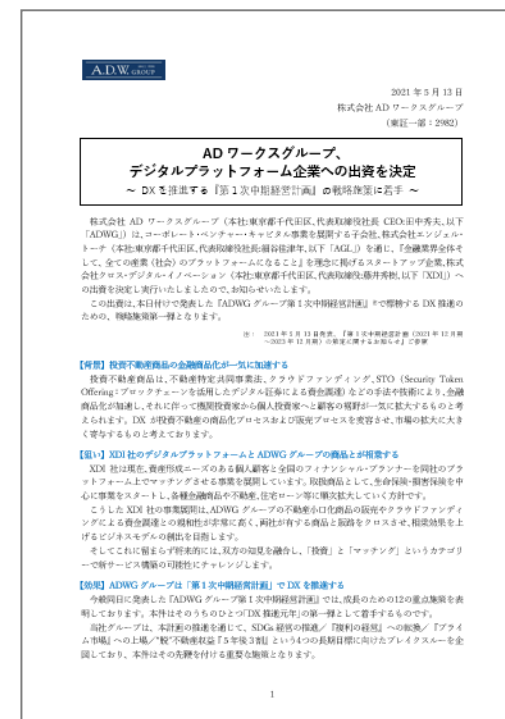 A.D.W. GROUP
2021 年 5 月 13 日
株式会社 AD ワークスグループ
（東証一部：2982）
AD ワークスグループ、
デジタルプラットフォーム企業への出資を決定
～ DX を推進する『第 1 次中期経営計画』の戦略施策に着手 ～
株式会社 AD ワークスグループ（本社:東京都千代田区、代表取締役社長 CEO:田中秀夫、以下
「ADWG」）は、コーポレート・ベンチャー・キャピタル事業を展開する子会社、株式会社エンジェル・
トーチ（本社:東京都千代田区、代表取締役社長:細谷佳津年、以下「AGL」）を通じ、『金融業界全体そ
して、全ての産業（社会）のプラットフォームになること』を理念に掲げるスタートアップ企業、株式
会社クロス・デジタル・イノベーション（本社:東京都千代田区、代表取締役:藤井秀樹、以下「XDI」）へ
の出資を決定し実行いたしましたので、お知らせいたします。
この出資は、本日付けで発表した『ADWG グループ第 1 次中期経営計画』※で標榜する DX 推進の
ための、戦略施策第一弾となります。
注： 2021 年 5 月 13 日発表、『第 1 次中期経営計画（2021 年 12 月期
～2023 年 12 月期）の策定に関するお知らせ』ご参照
【背景】投資不動産商品の金融商品化が一気に加速する
投資不動産商品は、不動産特定共同事業法、クラウドファンディング、STO（Security Token
Offering：ブロックチェーンを活用したデジタル証券による資金調達）などの手法や技術により、金融
商品化が加速し、それに伴って機関投資家から個人投資家へと顧客の裾野が一気に拡大するものと考
えられます。DX が投資不動産の商品化プロセスおよび販売プロセスを変容させ、市場の拡大に大き
く寄与するものと考えております。
【狙い】XDI 社のデジタルプラットフォームと ADWG グループの商品とが相乗する
XDI 社は現在、資産形成ニーズのある個人顧客と全国のフィナンシャル・プランナーを同社のプラ
ットフォーム上でマッチングさせる事業を展開しています。取扱商品として、生命保険・損害保険を中
心に事業をスタートし、各種金融商品や不動産、住宅ローン等に順次拡大していく方針です。
こうした XDI 社の事業展開は、ADWG グループの不動産小口化商品の販売やクラウドファンディ
ングによる資金調達との親和性が非常に高く、両社が有する商品と販路をクロスさせ、相乗効果を上
げるビジネスモデルの創出を目指します。
そしてこれに留まらず将来的には、双方の知見を融合し、「投資」と「マッチング」というカテゴリ
ーで新サービス構築の可能性にチャレンジします。
【効果】ADWG グループは「第 1 次中期経営計画」で DX を推進する
今般同日に発表した『ADWG グループ第 1 次中期経営計画』では、成長のための12の重点施策を表
明しております。本件はそのうちのひとつ「DX 推進元年」の第一弾として着手するものです。
当社グループは、本計画の推進を通じて、SDGs 経営の推進／『複利の経営』への転換／『プライ
ム市場』への上場／"脱"不動産収益『5 年後 3 割』という4つの長期目標に向けたブレイクスルーを企
図しており、本件はその先鞭を付ける重要な施策となります。
1